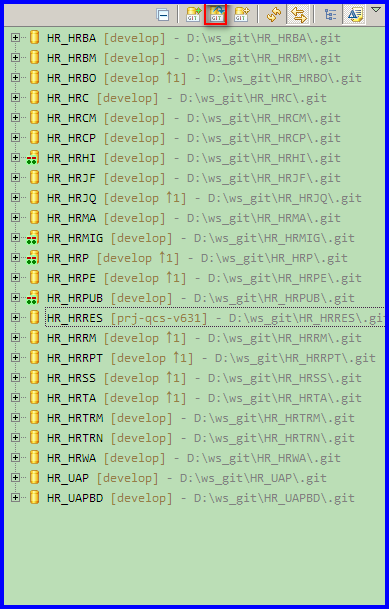 GIT GIT GIT
HR_HRBA [develop] - D:\ws_git\HR_HRBA\.git
HR_HRBM [develop] - D:\ws_git\HR_HRBM\.git
HR_HRBO [develop ↑1] - D:\ws_git\HR_HRBO\.git
HR_HRC [develop] - D:\ws_git\HR_HRC\.git
HR_HRCM [develop] - D:\ws_git\HR_HRCM\.git
HR_HRCP [develop] - D:\ws_git\HR_HRCP\.git
HR_HRHI [develop] - D:\ws_git\HR_HRHI\.git
HR_HRJF [develop] - D:\ws_git\HR_HRJF\.git
HR_HRJQ [develop ↑1] - D:\ws_git\HR_HRJQ\.git
HR_HRMA [develop] - D:\ws_git\HR_HRMA\.git
HR_HRMIG [develop] - D:\ws_git\HR_HRMIG\.git
HR_HRP [develop ↑1] - D:\ws_git\HR_HRP\.git
HR_HRPE [develop ↑1] - D:\ws_git\HR_HRPE\.git
HR_HRPUB [develop] - D:\ws_git\HR_HRPUB\.git
HR_HRRES [prj-qcs-v631] - D:\ws_git\HR_HRRES\.git
HR_HRRM [develop ↑1] - D:\ws_git\HR_HRRM\.git
HR_HRRPT [develop ↑1] - D:\ws_git\HR_HRRPT\.git
HR_HRSS [develop ↑1] - D:\ws_git\HR_HRSS\.git
HR_HRTA [develop ↑1] - D:\ws_git\HR_HRTA\.git
HR_HRTRM [develop] - D:\ws_git\HR_HRTRM\.git
HR_HRTRN [develop] - D:\ws_git\HR_HRTRN\.git
HR_HRWA [develop] - D:\ws_git\HR_HRWA\.git
HR_UAP [develop] - D:\ws_git\HR_UAP\.git
HR_UAPBD [develop] - D:\ws_git\HR_UAPBD\.git